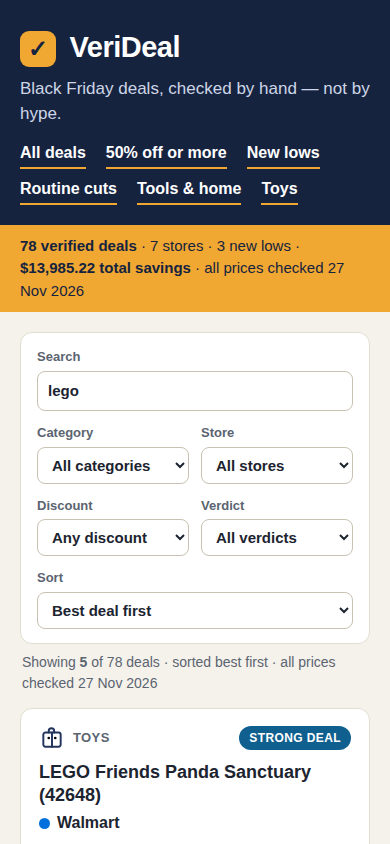 VeriDeal
Black Friday deals, checked by hand — not by
hype.
All deals 50% off or more New lows
Routine cuts Tools & home Toys
78 verified deals · 7 stores · 3 new lows ·
$13,985.22 total savings · all prices checked 27
Nov 2026
Search
lego
Category Store
All categories All stores
Discount Verdict
Any discount All verdicts
Sort
Best deal first
Showing 5 of 78 deals · sorted best first · all prices
checked 27 Nov 2026
TOYS STRONG DEAL
LEGO Friends Panda Sanctuary
(42648)
Walmart